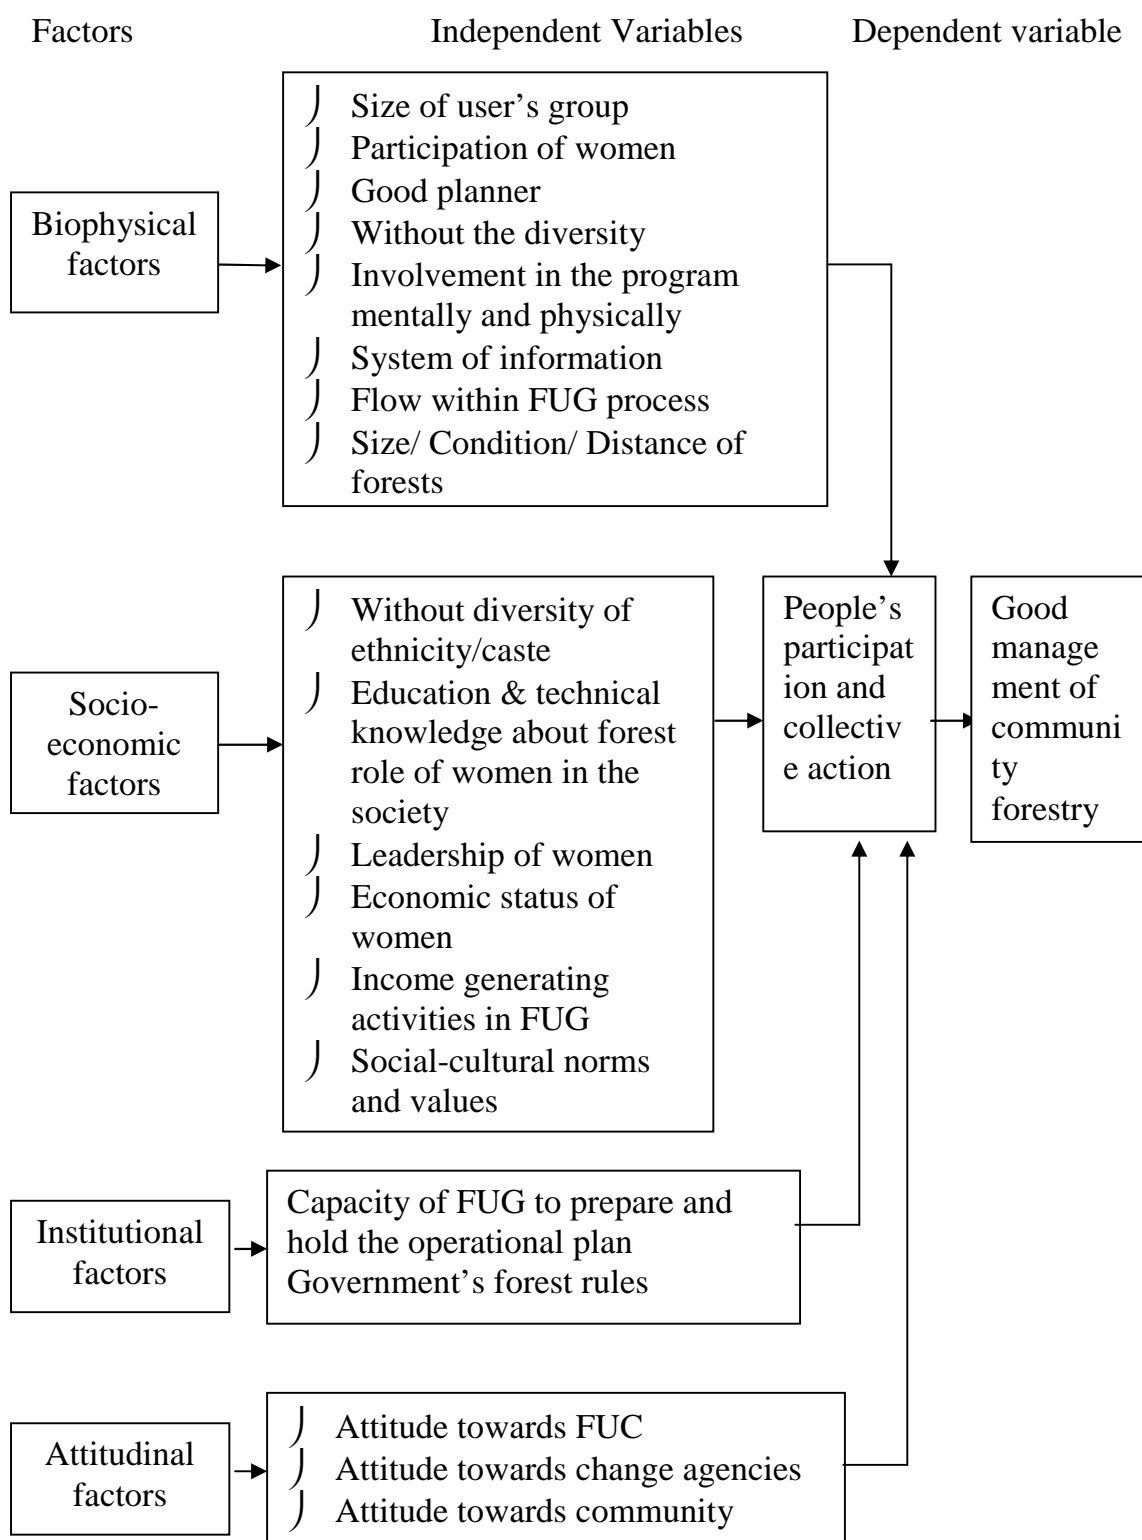 Factors Independent Variables Dependent variable
Size of user’s group
Participation of women
Good planner
Without the diversity
Involvement in the program
mentally and physically
System of information
Flow within FUG process
Size/ Condition/ Distance of
forests
Biophysical
factors
Without diversity of
ethnicity/caste
Education & technical
knowledge about forest
role of women in the
society
Leadership of women
Economic status of
women
Income generating
activities in FUG
Social-cultural norms
and values
Socio-
economic
factors
People’s
participat
ion and
collectiv
e action
Good
manage
ment of
communi
ty
forestry
Institutional
factors
Capacity of FUG to prepare and
hold the operational plan
Government’s forest rules
Attitudinal
factors
Attitude towards FUC
Attitude towards change agencies
Attitude towards community